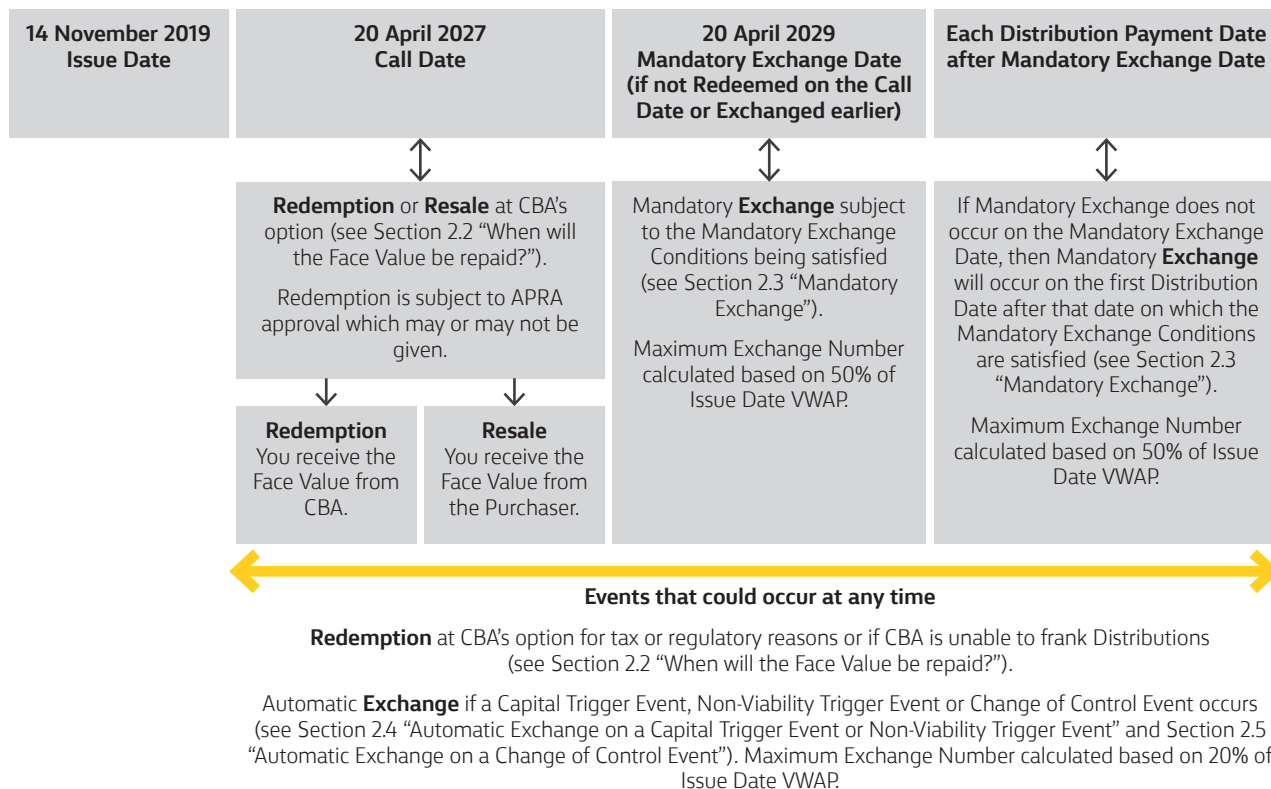 14 November 2019
Issue Date
20 April 2027
Call Date
20 April 2029
Mandatory Exchange Date
(if not Redeemed on the Call
Date or Exchanged earlier)
Each Distribution Payment Date
after Mandatory Exchange Date
Redemption or Resale at CBA's
option (see Section 2.2 “When will
the Face Value be repaid?”).
Redemption is subject to APRA
approval which may or may not be
given.
Redemption
You receive the
Face Value from
CBA.
Resale
You receive the
Face Value from
the Purchaser.
Mandatory Exchange subject
to the Mandatory Exchange
Conditions being satisfied
(see Section 2.3 “Mandatory
Exchange”).
Maximum Exchange Number
calculated based on 50% of
Issue Date VWAP.
If Mandatory Exchange does not
occur on the Mandatory Exchange
Date, then Mandatory Exchange
will occur on the first Distribution
Date after that date on which the
Mandatory Exchange Conditions
are satisfied (see Section 2.3
“Mandatory Exchange”).
Maximum Exchange Number
calculated based on 50% of Issue
Date VWAP.
Events that could occur at any time
Redemption at CBA's option for tax or regulatory reasons or if CBA is unable to frank Distributions
(see Section 2.2 “When will the Face Value be repaid?”).
Automatic Exchange if a Capital Trigger Event, Non-Viability Trigger Event or Change of Control Event occurs
(see Section 2.4 “Automatic Exchange on a Capital Trigger Event or Non-Viability Trigger Event” and Section 2.5
“Automatic Exchange on a Change of Control Event”). Maximum Exchange Number calculated based on 20% of
Issue Date VWAP.